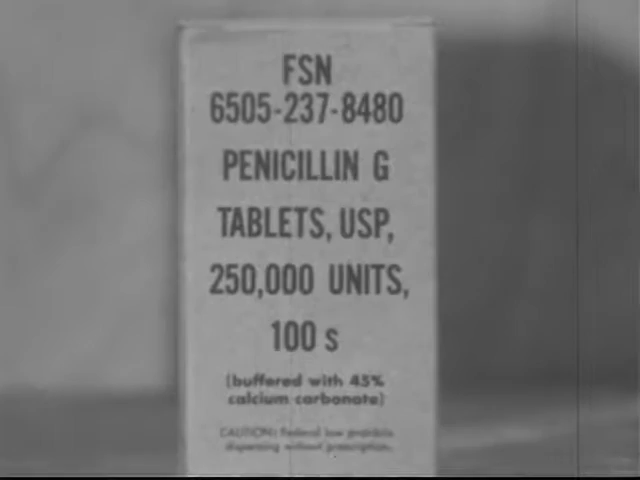 FSN
6505-237-8480
PENICILLIN G
TABLETS, USP,
250,000 UNITS,
100 s
(buffered with 45%
calcium carbonate)
CAUTION: Federal law prohibits
dispensing without prescription.